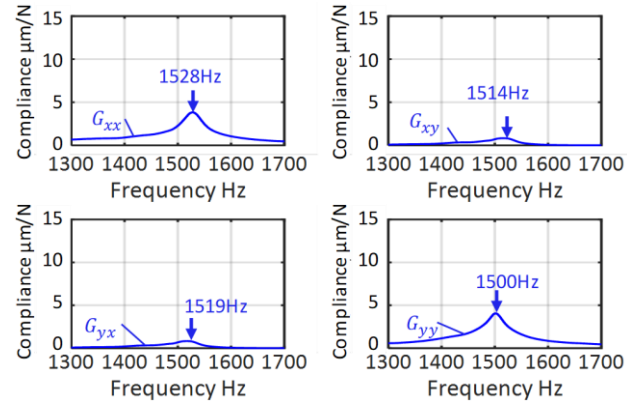 Compliance μm/N
15
10
5
0
1528Hz
G_xx
1300 1400 1500 1600 1700
Frequency Hz
Compliance μm/N
15
10
5
0
1514Hz
G_xy
1300 1400 1500 1600 1700
Frequency Hz
Compliance μm/N
15
10
5
0
1519Hz
G_yx
1300 1400 1500 1600 1700
Frequency Hz
Compliance μm/N
15
10
5
0
1500Hz
G_yy
1300 1400 1500 1600 1700
Frequency Hz